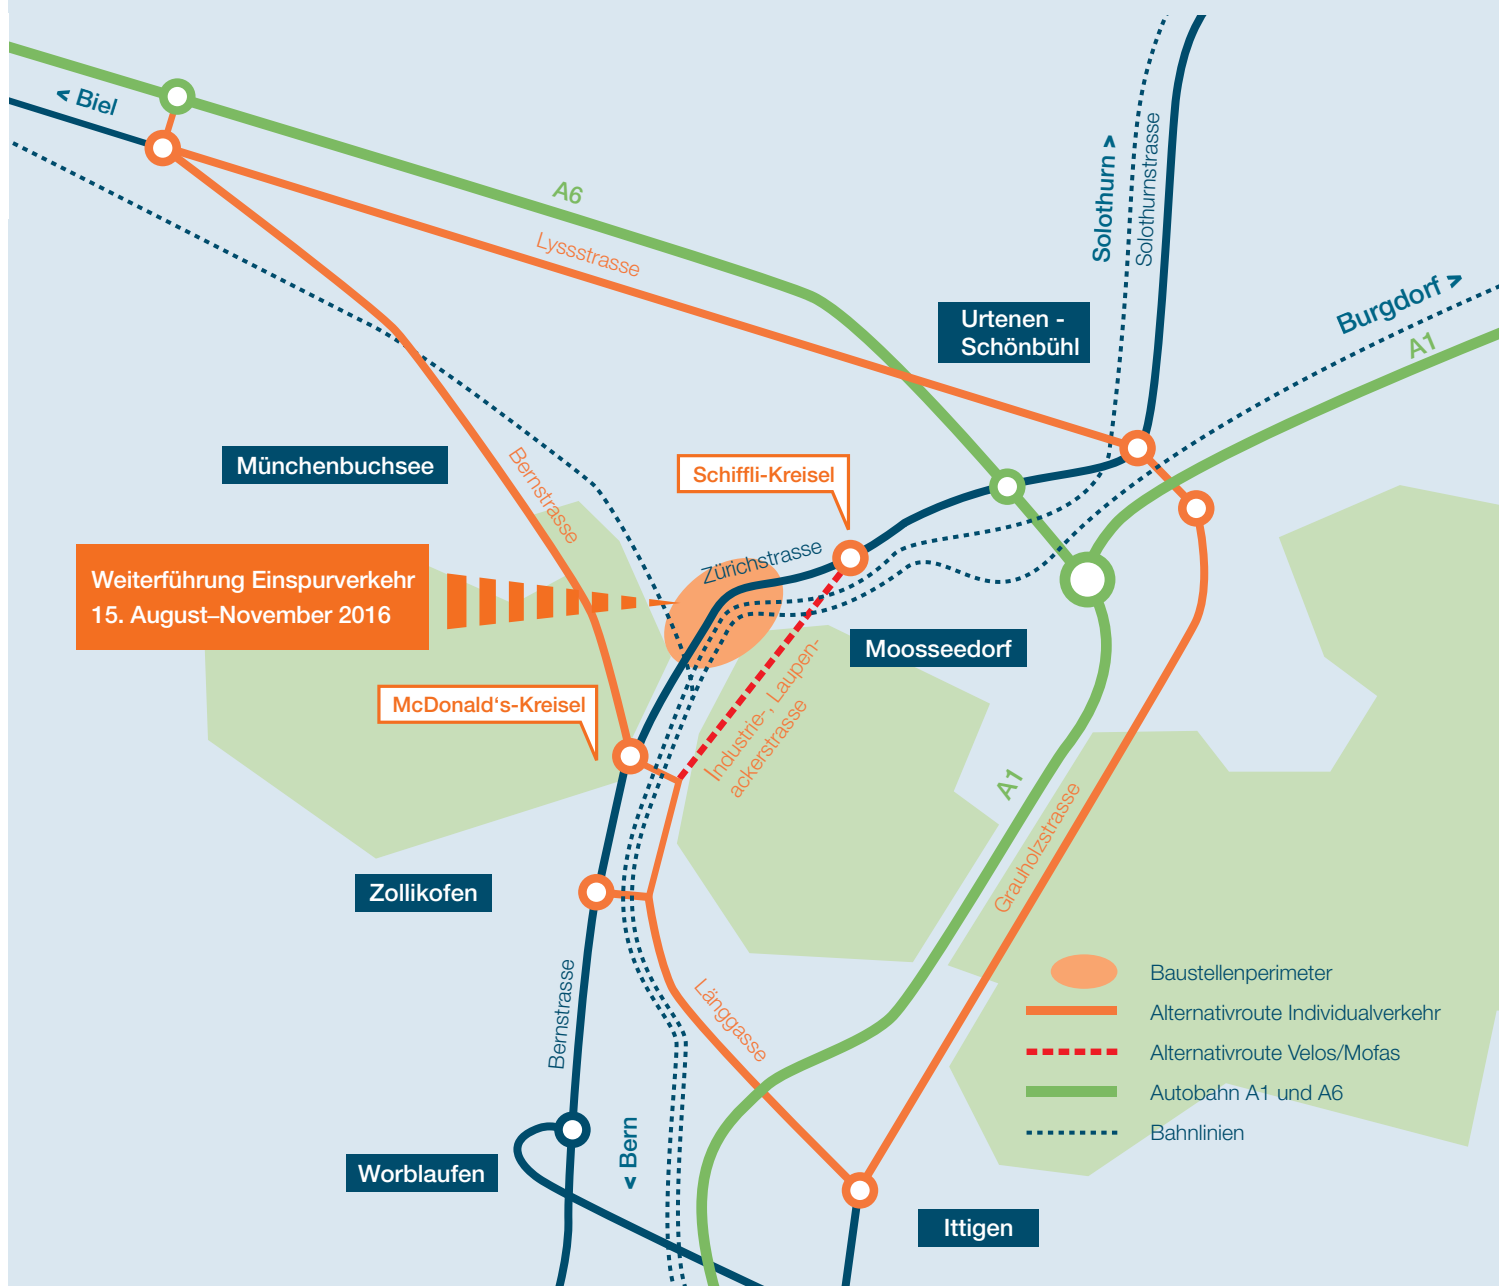 < Biel
A6
Lyssstrasse
Solothurn >
Solothurnstrasse
Urtenen -
Schönbühl
Burgdorf >
A1
Münchenbuchsee
Bernstrasse
Schiffli-Kreisel
Zürichstrasse
Weiterführung Einspurverkehr
15. August–November 2016
Moosseedorf
McDonald‘s-Kreisel
Industrie-, Laupen-
ackerstrasse
A1
Grauholzstrasse
Zollikofen
Bernstrasse
Länggasse
Baustellenperimeter
Alternativroute Individualverkehr
Alternativroute Velos/Mofas
Autobahn A1 und A6
Bahnlinien
< Bern
Worblaufen
Ittigen